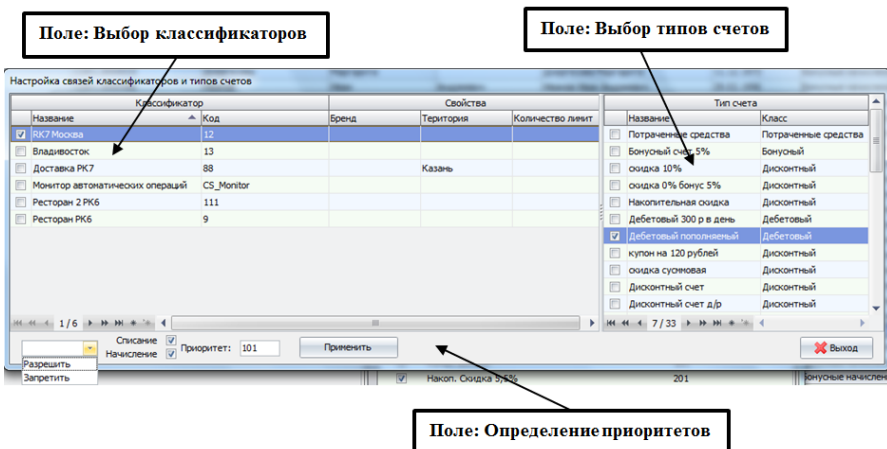 Поле: Выбор классификаторов
Поле: Выбор типов счетов
Настройка связей классификаторов и типов счетов
Классификатор Свойства Тип счета
Название Код Бренд Територия Количество лимит Название Класс
RK7 Москва 12 Потраченные средства Потраченные средства
Владивосток 13 Бонусный счет 5% Бонусный
Доставка РК7 88 Казань скидка 10% Дисконтный
Монитор автоматических операций CS_Monitor скидка 0% бонус 5% Дисконтный
Ресторан 2 РК6 111 Накопительная скидка Дисконтный
Ресторан РК6 9 Дебетовый 300 р в день Дебетовый
Дебетовый пополняеный Дебетовый
купон на 120 рублей Дисконтный
скидка сусмновая Дисконтный
Дисконтный счет Дисконтный
Дисконтный счет д/р Дисконтный
1 / 6 7 / 33
Списание
Начисление Приоритет: 101 Применить Выход
Разрешить
Запретить Накоп. Скидка 5,5% 201
Поле: Определение приоритетов